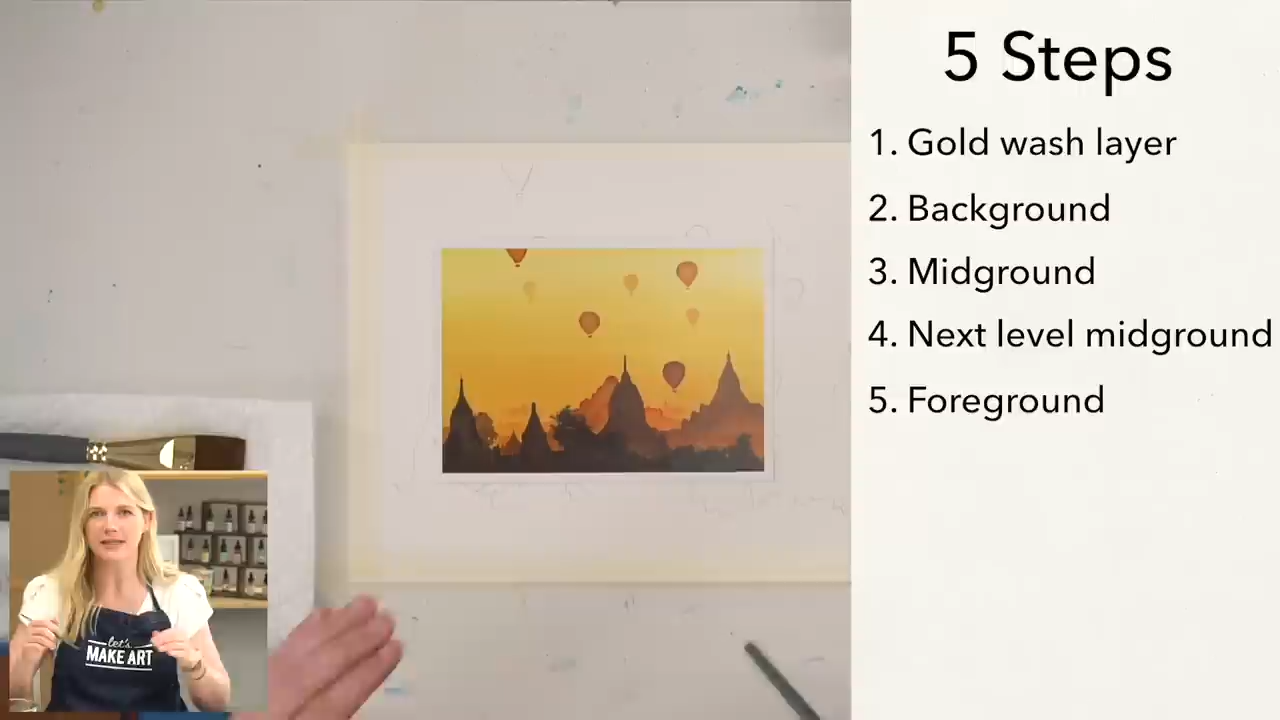 5 Steps
1. Gold wash layer
2. Background
3. Midground
4. Next level midground
5. Foreground
let's
MAKE ART